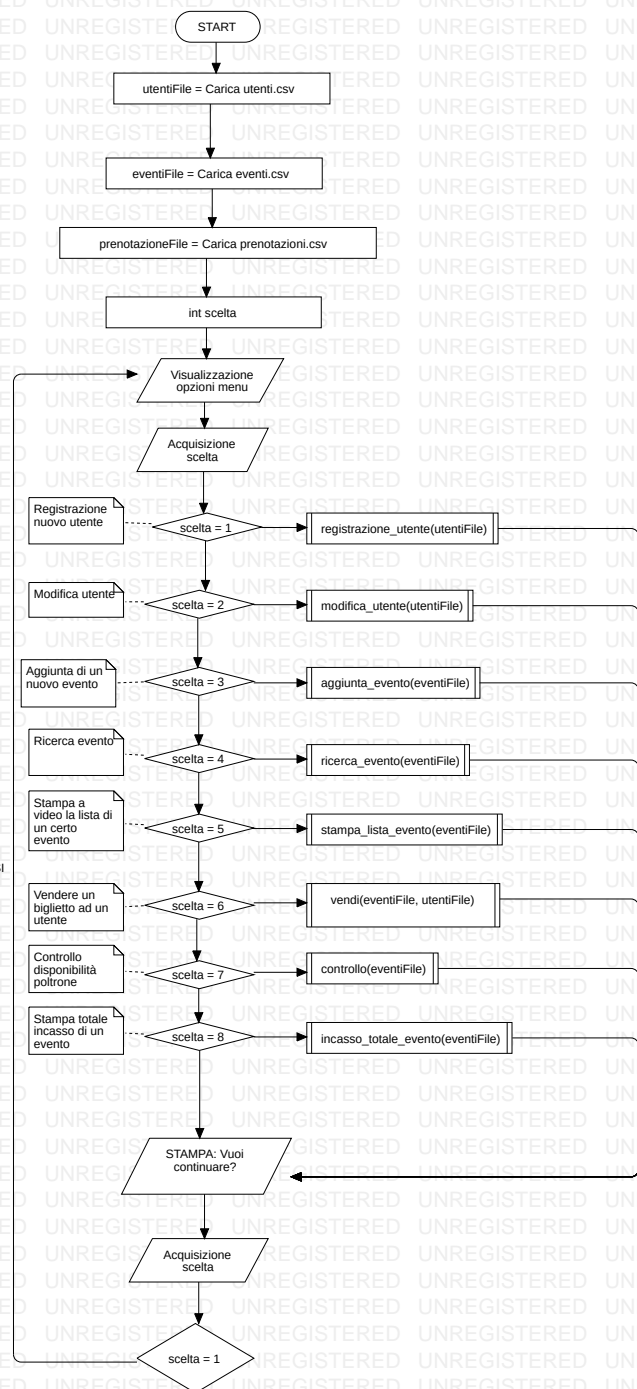 START
utentiFile = Carica utenti.csv
eventiFile = Carica eventi.csv
prenotazioneFile = Carica prenotazioni.csv
int scelta
Visualizzazione
opzioni menu
Acquisizione
scelta
Registrazione
nuovo utente
scelta = 1
registrazione_utente(utentiFile)
Modifica utente
scelta = 2
modifica_utente(utentiFile)
Aggiunta di un
nuovo evento
scelta = 3
aggiunta_evento(eventiFile)
Ricerca evento
scelta = 4
ricerca_evento(eventiFile)
Stampa a
video la lista di
un certo
evento
scelta = 5
stampa_lista_evento(eventiFile)
Vendere un
biglietto ad un
utente
scelta = 6
vendi(eventiFile, utentiFile)
Controllo
disponibilità
poltrone
scelta = 7
controllo(eventiFile)
Stampa totale
incasso di un
evento
scelta = 8
incasso_totale_evento(eventiFile)
STAMPA: Vuoi
continuare?
Acquisizione
scelta
scelta = 1
UNREGISTERED